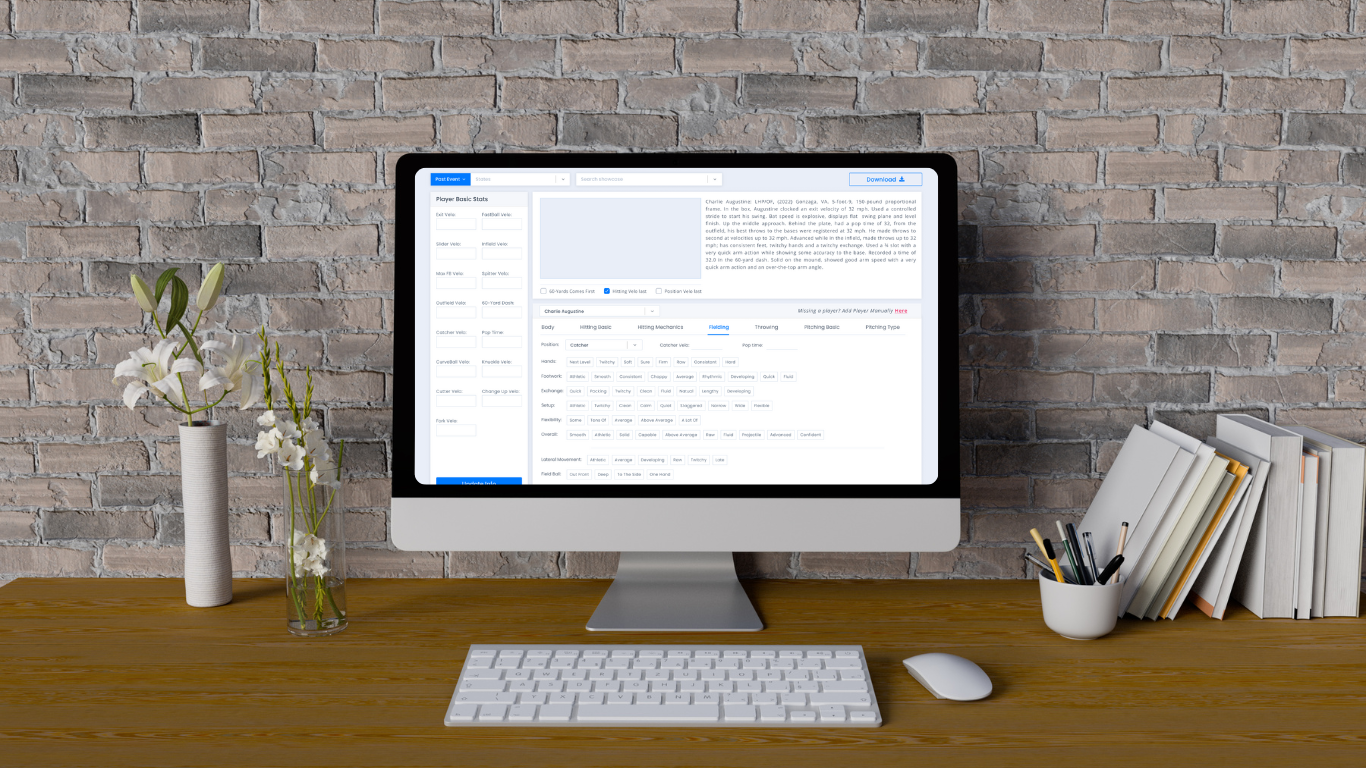 Post Event
States
Search Showcase
Download
Player Basic Stats
Exit Velo:
FastBall Velo:
Slider Velo:
Infield Velo:
Max FB Velo:
Splitter Velo:
Outfield Velo:
60-Yard Dash:
Catcher Velo:
Pop Time:
CurveBall Velo:
Knuckle Velo:
Cutter Velo:
Change Up Velo:
Fork Velo:
Update Info
Charlie Augustine: (2022) Gonzaga, VA. 5-foot-11, 150-pound proportional
frame. In the box, Augustine clocked an exit velocity of 32 mph. Used a controlled
stride to start his swing. Bat speed is explosive, displays flat swing plane and level
finish. Up the middle approach. Behind the plate, had a pop time of 32, from the
outfield, his best throws to the bases were registered at 32 mph. He made throws to
second at velocities up to 32 mph. Advanced while in the infield, made throws up to 32
mph; has consistent feet, twitchy hands and a twitchy exchange. Used a ¾ slot with a
very quick arm action while showing some accuracy to the base. Recorded a time of
32.0 in the 60-yard dash. Solid on the mound, showed good arm speed with a very
quick arm action and an over-the-top arm angle.
60-Yards Comes First
Hitting Velo last
Position Velo last
Charlie Augustine
Missing a player? Add Player Manually Here
Body Hitting Basic Hitting Mechanics Fielding Throwing Pitching Basic Pitching Type
Position: Catcher Catcher Velo: Pop time:
Hands: Next Level Twitchy Soft Sure Firm Raw Consistent Hard
Footwork: Athletic Smooth Consistent Choppy Average Rhythmic Developing Quick Fluid
Exchange: Quick Twitchy Clean Fluid Natural Lengthy Developing
Setup: Athletic Twitchy Clean Calm Quiet Staggered Narrow Wide Flexible
Flexibility: Some Tons Of Average Above Average A Lot Of
Overall: Smooth Athletic Solid Capable Above Average Raw Fluid Projectile Advanced Confident
Lateral Movement: Athletic Average Developing Raw Twitchy Late
Field Ball: Out Front Deep To The Side One Hand